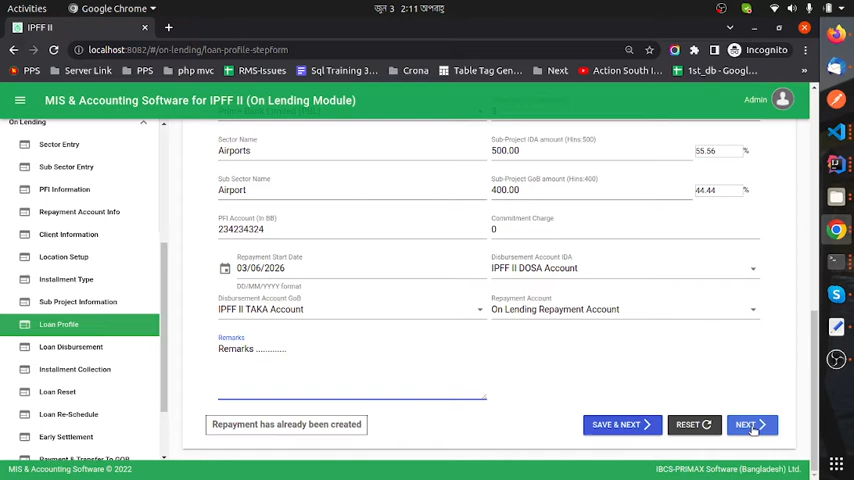 Activities
Google Chrome
জুন 3 2:11 অপরাহ্ন
IPFF II
localhost:8082/#/on-lending/loan-profile-stepform
Incognito
PPS
Server Link
PPS
php mvc
RMS-Issues
Sql Training 3...
Crona
Table Tag Gen...
Next
Action South I...
1st_db - Googl...
MIS & Accounting Software for IPFF II (On Lending Module)
Admin
On Lending
Sector Entry
Sub Sector Entry
PFI Information
Repayment Account Info
Client Information
Location Setup
Installment Type
Sub Project Information
Loan Profile
Loan Disbursement
Installment Collection
Loan Reset
Loan Re-Schedule
Early Settlement
Payment & Transfer To GOB
Sector Name
Airports
Sub-Project IDA amount (Hins:500)
500.00
55.56 %
Sub Sector Name
Airport
Sub-Project GoB amount (Hins:400)
400.00
44.44 %
PFI Account (In BB)
234234324
Commitment Charge
0
Repayment Start Date
03/06/2026
DD/MM/YYYY format
Disbursement Account IDA
IPFF II DOSA Account
Disbursement Account GoB
IPFF II TAKA Account
Repayment Account
On Lending Repayment Account
Remarks
Remarks .............
Repayment has already been created
SAVE & NEXT
RESET
NEXT
MIS & Accounting Software © 2022
IBCS-PRIMAX Software (Bangladesh) Ltd.